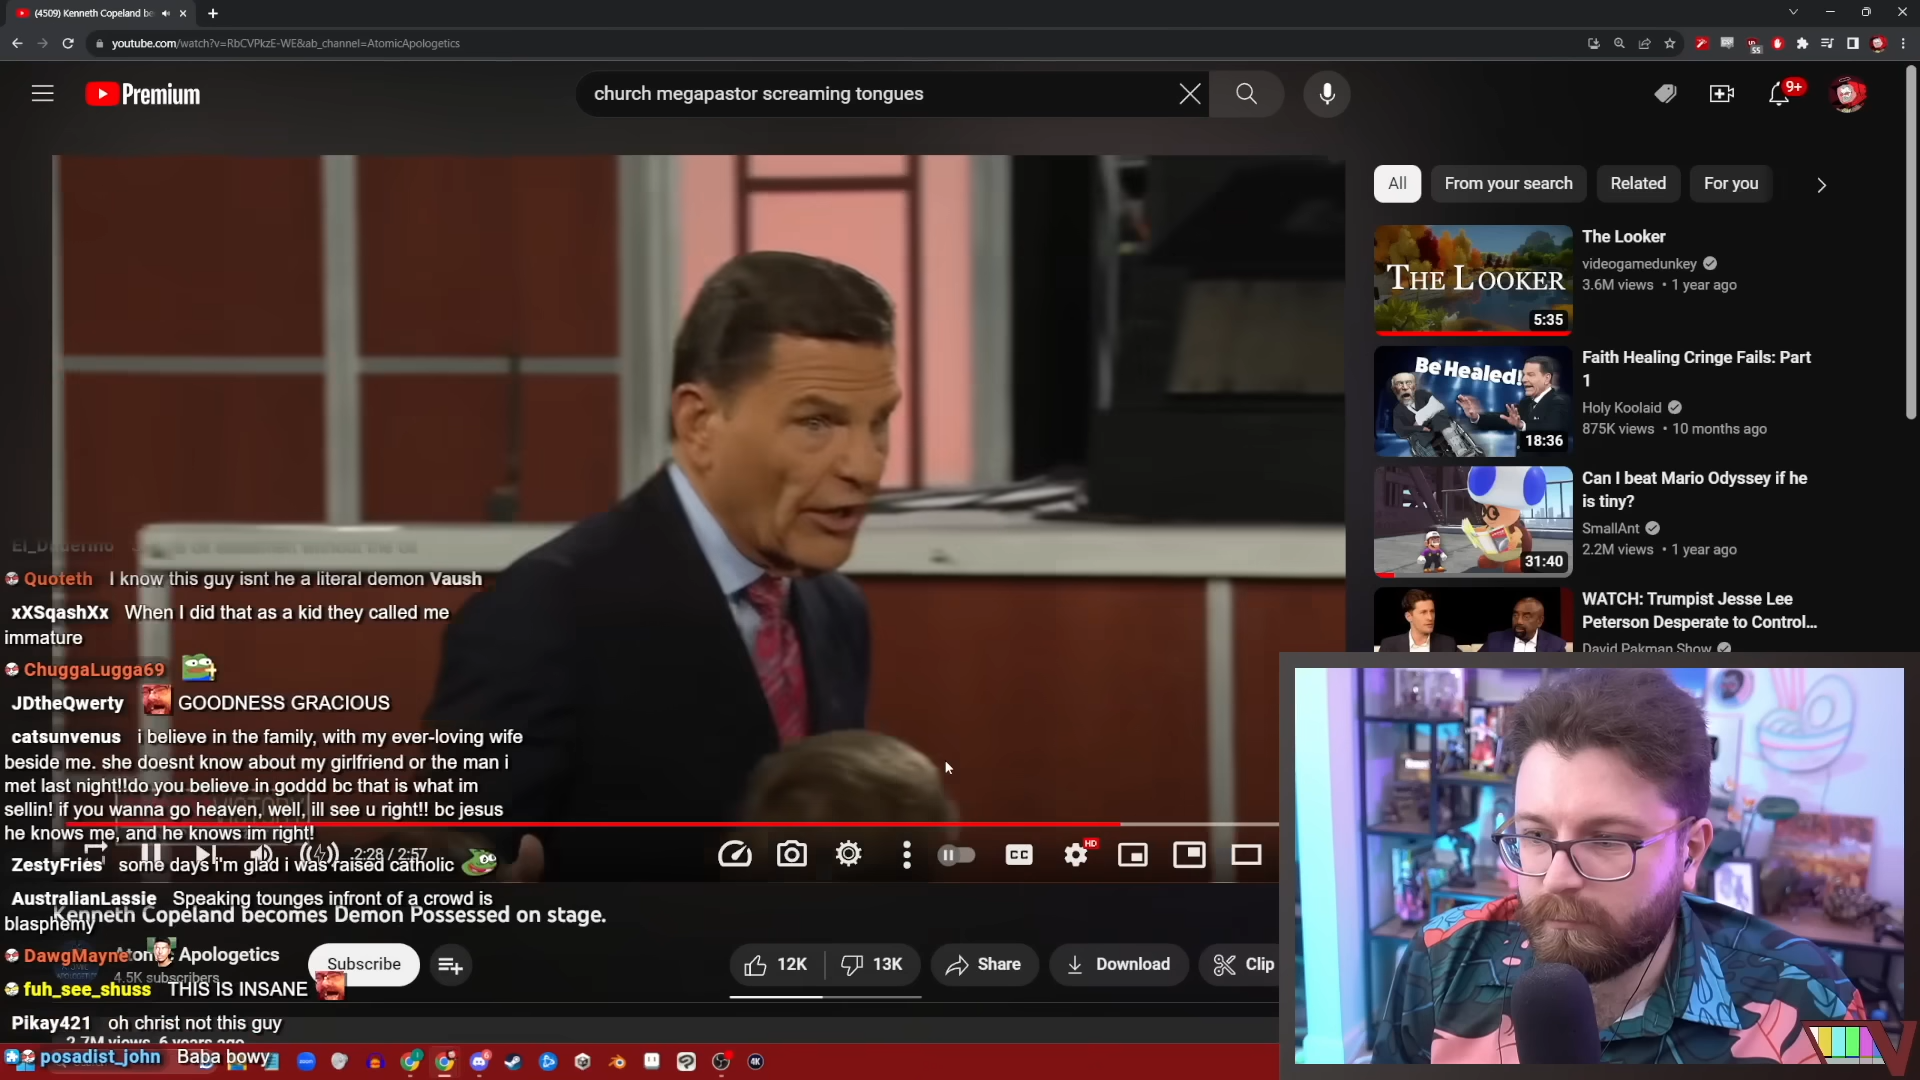 (4509) Kenneth Copeland be
youtube.com/watch?v=RbCVPkzE-WE&ab_channel=AtomicApologetics
Premium
church megapastor screaming tongues
9+
All
From your search
Related
For you
THE LOOKER
5:35
The Looker
videogamedunkey
3.6M views • 1 year ago
Be Healed!
18:36
Faith Healing Cringe Fails: Part
1
Holy Koolaid
875K views • 10 months ago
31:40
Can I beat Mario Odyssey if he
is tiny?
SmallAnt
2.2M views • 1 year ago
WATCH: Trumpist Jesse Lee
Peterson Desperate to Control...
David Pakman Show
Quoteth I know this guy isnt he a literal demon Vaush
xXSqashXx When I did that as a kid they called me
immature
ChuggaLugga69
JDtheQwerty GOODNESS GRACIOUS
catsunvenus i believe in the family, with my ever-loving wife
beside me. she doesnt know about my girlfriend or the man i
met last night!!do you believe in goddd bc that is what im
sellin! if you wanna go heaven, well, ill see u right!! bc jesus
he knows me, and he knows im right!
2:28 / 2:57
CC
HD
ZestyFries some days i'm glad i was raised catholic
AustralianLassie Speaking tounges infront of a crowd is
blasphemy
Kenneth Copeland becomes Demon Possessed on stage.
DawgMayne
Apologetics
4.5K subscribers
Subscribe
12K
13K
Share
Download
Clip
fuh_see_shuss THIS IS INSANE
Pikay421 oh christ not this guy
2.7M views 6 years ago
posadist_john Baba bowy
4K